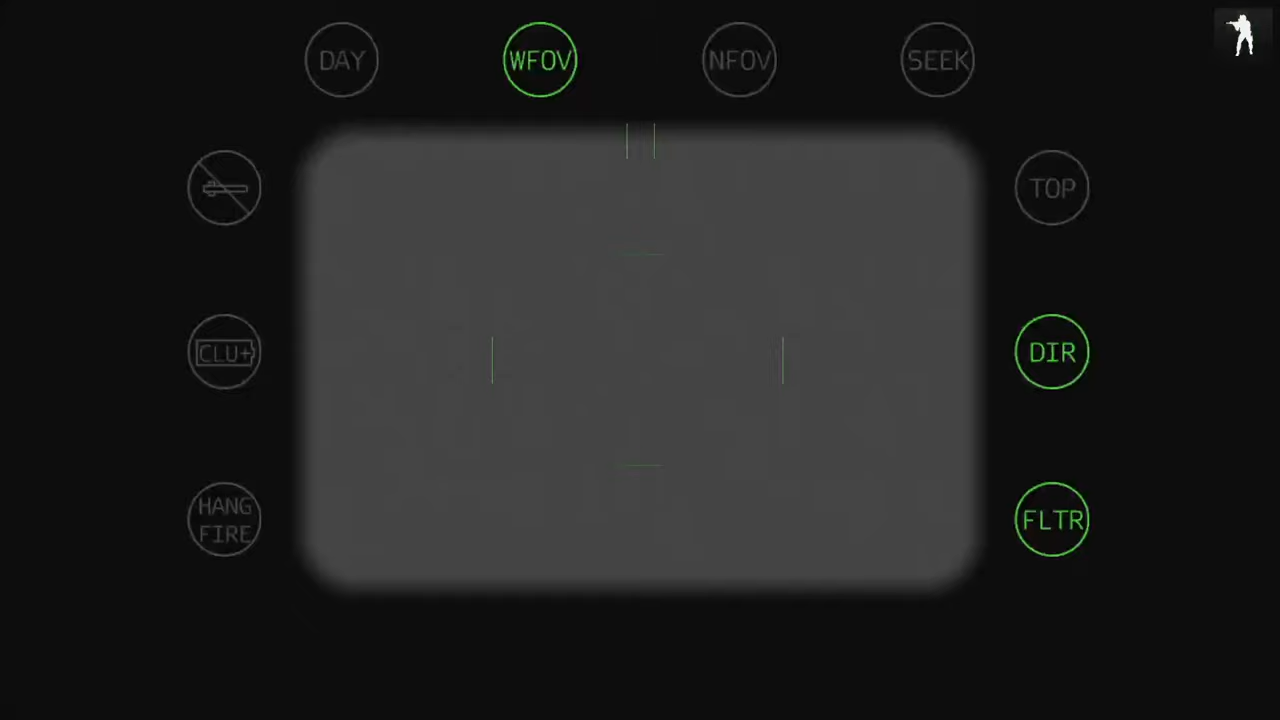 DAY
WFOV
NFOV
SEEK
TOP
CLU+
DIR
HANG
FIRE
FLTR